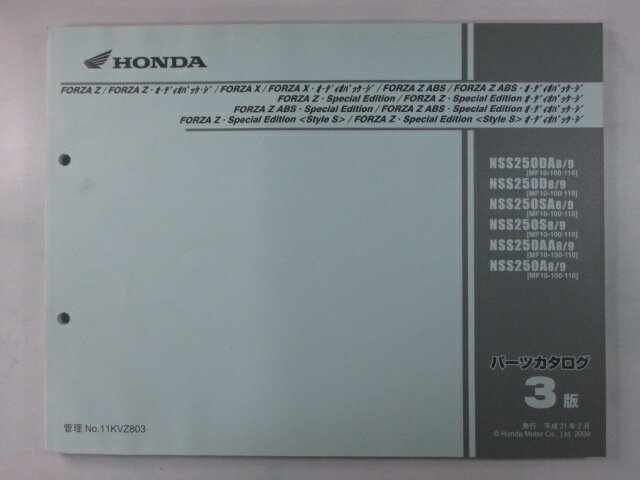 HONDA
FORZA Z / FORZA Z・ｵｰﾃﾞｨｵﾊﾟｯｹｰｼﾞ / FORZA X / FORZA X・ｵｰﾃﾞｨｵﾊﾟｯｹｰｼﾞ / FORZA Z ABS / FORZA Z ABS・ｵｰﾃﾞｨｵﾊﾟｯｹｰｼﾞ
FORZA Z・Special Edition / FORZA Z・Special Edition ｵｰﾃﾞｨｵﾊﾟｯｹｰｼﾞ
FORZA Z ABS・Special Edition / FORZA Z ABS・Special Edition ｵｰﾃﾞｨｵﾊﾟｯｹｰｼﾞ
FORZA Z・Special Edition <Style S> / FORZA Z・Special Edition <Style S> ｵｰﾃﾞｨｵﾊﾟｯｹｰｼﾞ
NSS250DA8/9
[MF10-100・110]
NSS250D8/9
[MF10-100・110]
NSS250SA8/9
[MF10-100・110]
NSS250S8/9
[MF10-100・110]
NSS250AA8/9
[MF10-100・110]
NSS250A8/9
[MF10-100・110]
パーツカタログ
3版
発行 平成21年2月
© Honda Motor Co., Ltd. 2009
管理 No.11KVZ803